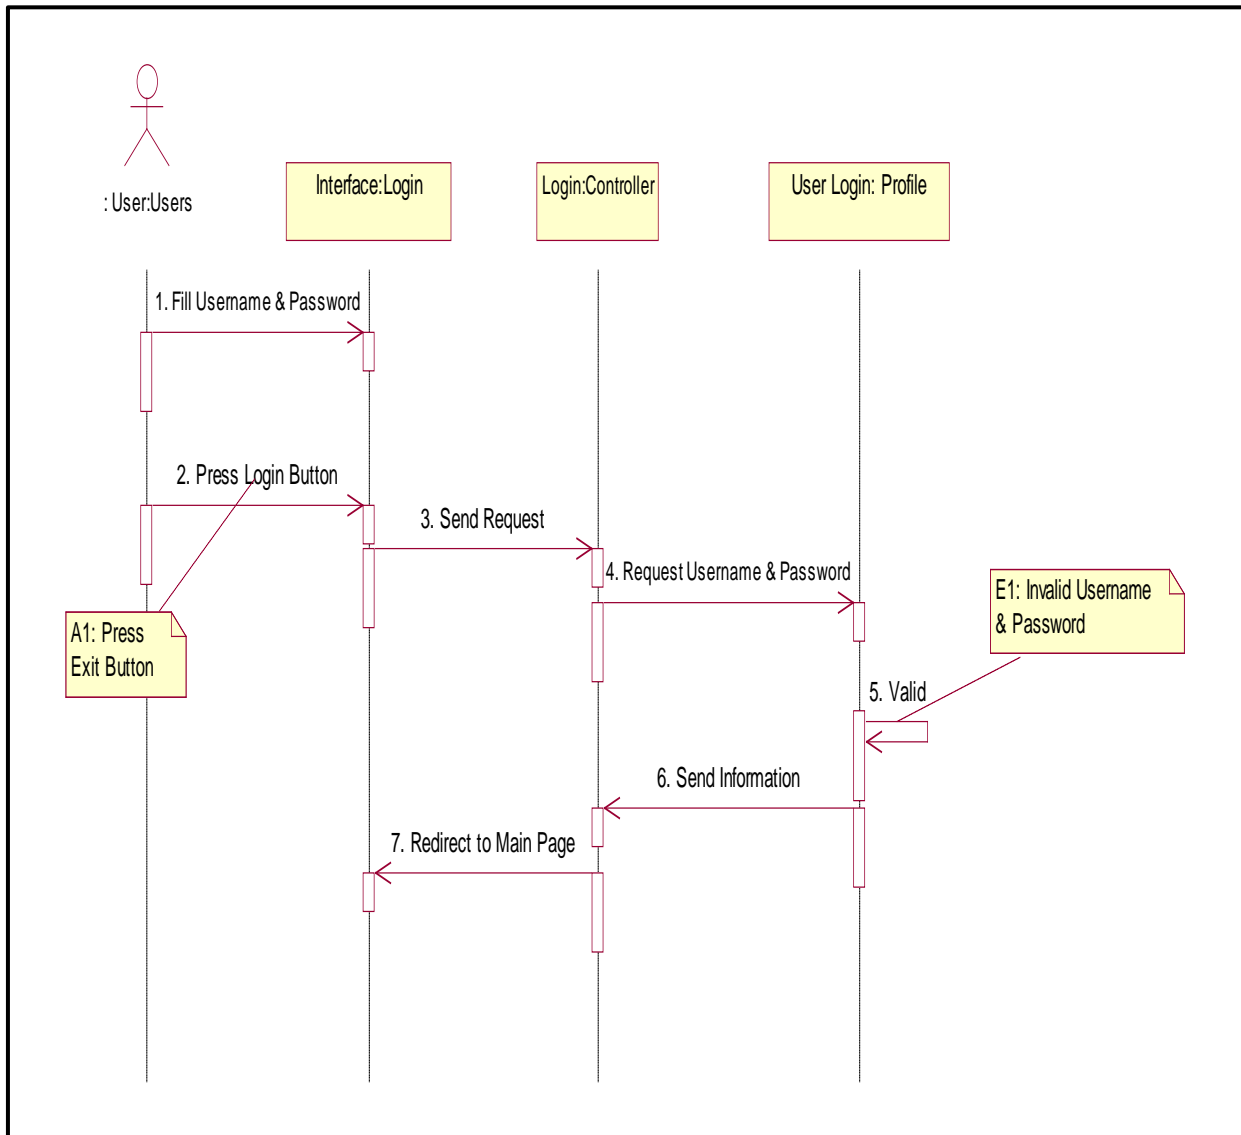 : User:Users
Interface:Login
Login:Controller
User Login: Profile
1. Fill Username & Password
2. Press Login Button
3. Send Request
4. Request Username & Password
E1: Invalid Username
& Password
A1: Press
Exit Button
5. Valid
6. Send Information
7. Redirect to Main Page